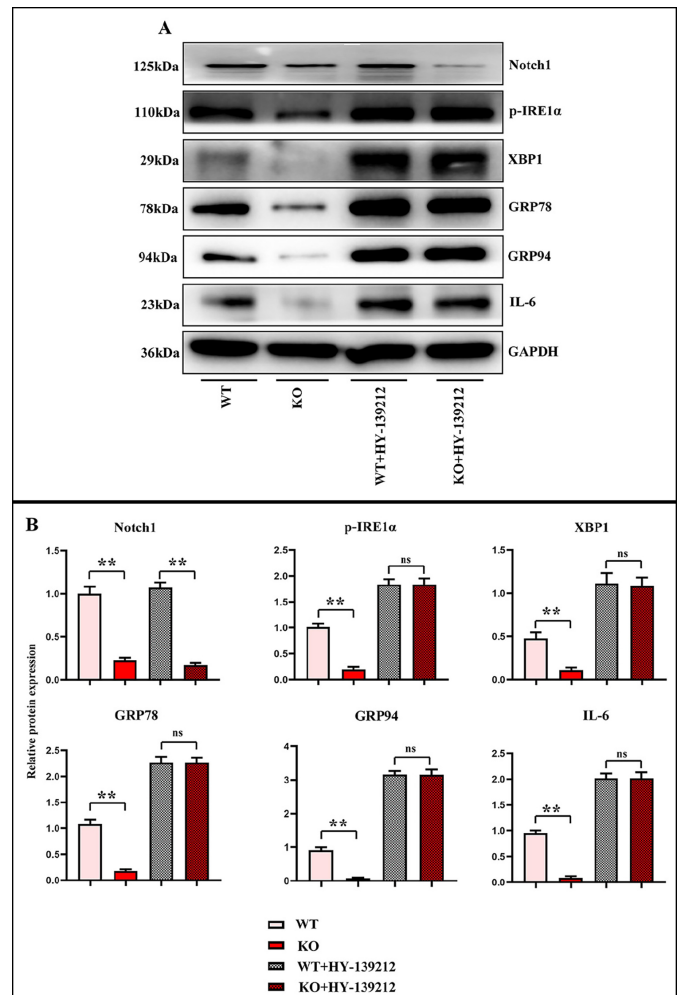 A
125kDa Notch1
110kDa p-IRE1α
29kDa XBP1
78kDa GRP78
94kDa GRP94
23kDa IL-6
36kDa GAPDH
WT KO WT+HY-139212 KO+HY-139212
B
Relative protein expression
Notch1
1.5
1.0
0.5
0.0
** **
p-IRE1α
2.5
2.0
1.5
1.0
0.5
0.0
** ns
XBP1
1.5
1.0
0.5
0.0
** ns
GRP78
2.5
2.0
1.5
1.0
0.5
0.0
** ns
GRP94
4
3
2
1
0
** ns
IL-6
2.5
2.0
1.5
1.0
0.5
0.0
** ns
WT
KO
WT+HY-139212
KO+HY-139212